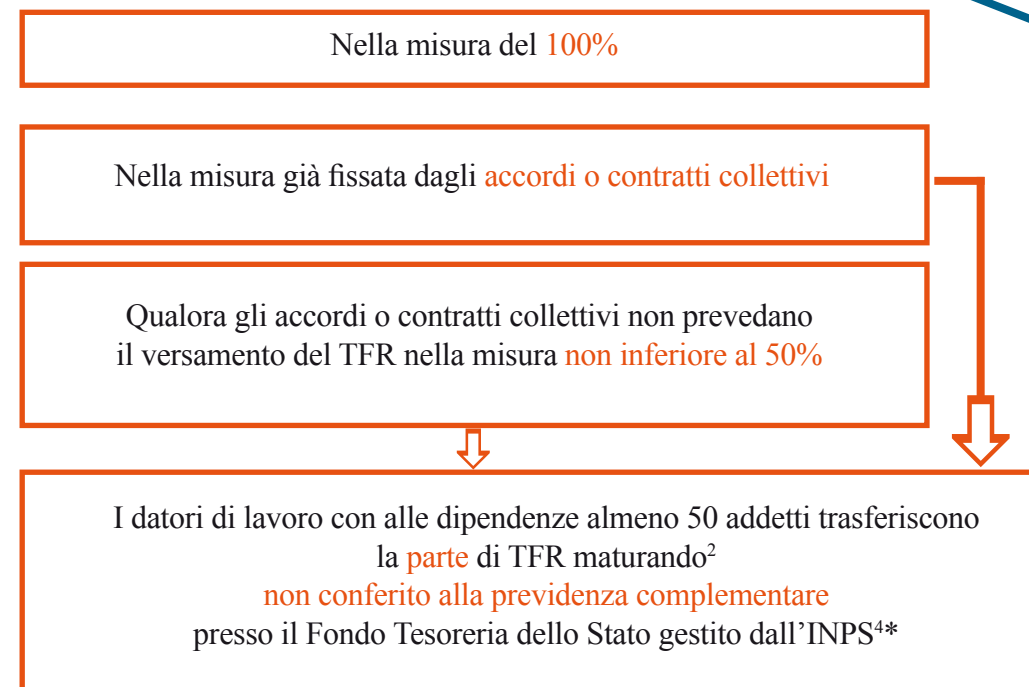 Nella misura del 100%
Nella misura già fissata dagli accordi o contratti collettivi
Qualora gli accordi o contratti collettivi non prevedano
il versamento del TFR nella misura non inferiore al 50%
I datori di lavoro con alle dipendenze almeno 50 addetti trasferiscono
la parte di TFR maturando²
non conferito alla previdenza complementare
presso il Fondo Tesoreria dello Stato gestito dall'INPS⁴*